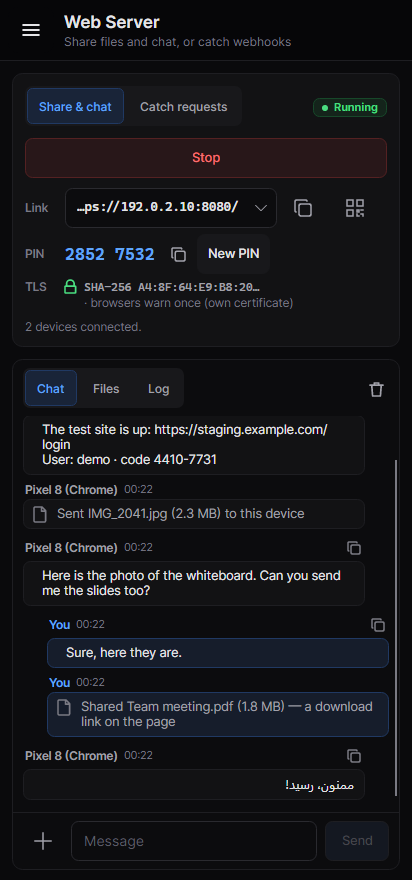 Web Server
Share files and chat, or catch webhooks
Share & chat
Catch requests
Running
Stop
Link
…ps://192.0.2.10:8080/
PIN
2852 7532
New PIN
TLS
SHA-256 A4:8F:64:E9:B8:20…
· browsers warn once (own certificate)
2 devices connected.
Chat
Files
Log
The test site is up: https://staging.example.com/
login
User: demo · code 4410-7731
Pixel 8 (Chrome) 00:22
Sent IMG_2041.jpg (2.3 MB) to this device
Pixel 8 (Chrome) 00:22
Here is the photo of the whiteboard. Can you send
me the slides too?
You 00:22
Sure, here they are.
You 00:22
Shared Team meeting.pdf (1.8 MB) — a download
link on the page
Pixel 8 (Chrome) 00:22
ممنون، رسید!
Message
Send